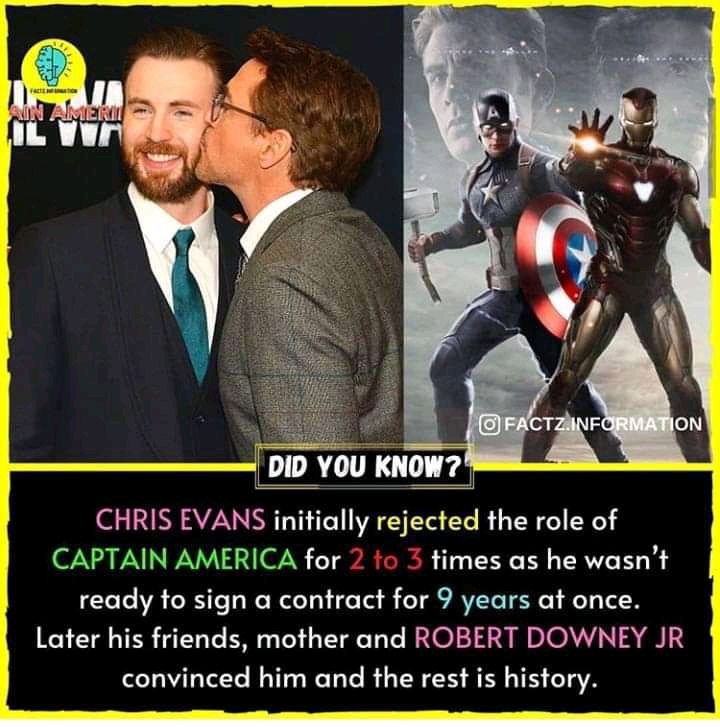 FACTZ.INFORMATION
AIN AMERI
IL WA
FACTZ.INFORMATION
DID YOU KNOW?
CHRIS EVANS initially rejected the role of
CAPTAIN AMERICA for 2 to 3 times as he wasn't
ready to sign a contract for 9 years at once.
Later his friends, mother and ROBERT DOWNEY JR
convinced him and the rest is history.